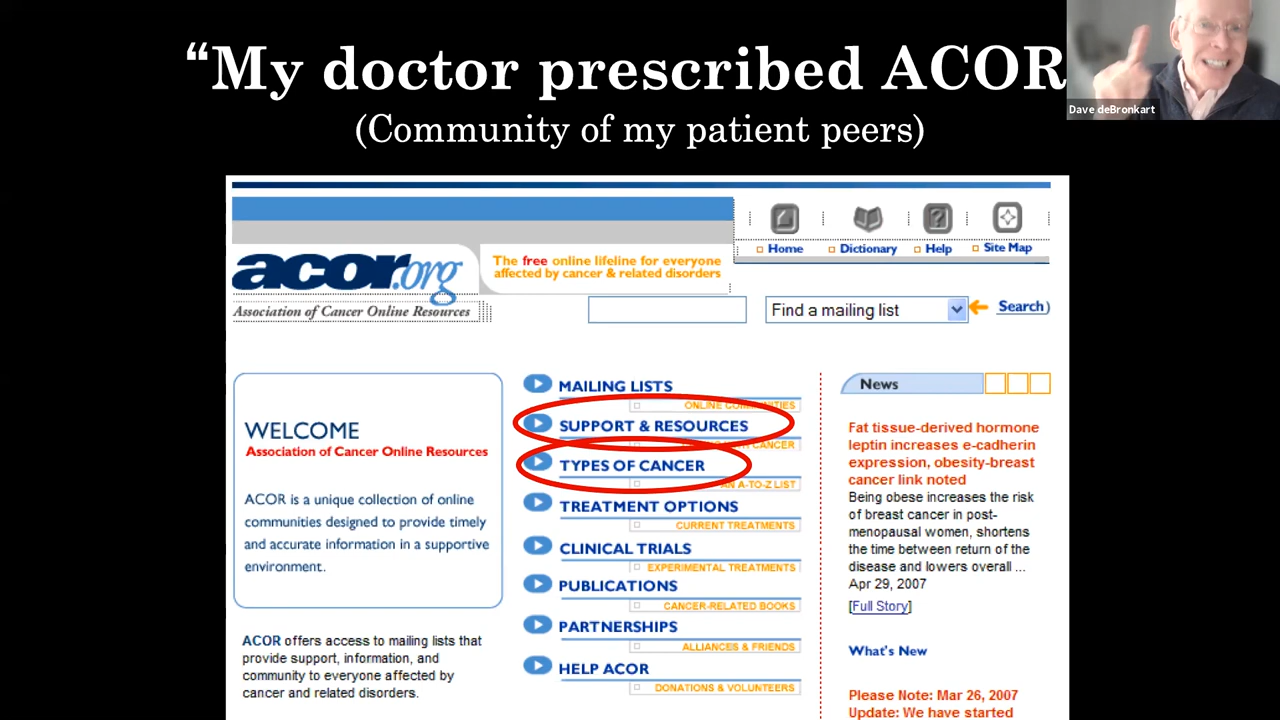 “My doctor prescribed ACOR
(Community of my patient peers)
Dave deBronkart
Home
Dictionary
Help
Site Map
acor.org
The free online lifeline for everyone
affected by cancer & related disorders
Association of Cancer Online Resources
Find a mailing list
Search
WELCOME
Association of Cancer Online Resources
ACOR is a unique collection of online
communities designed to provide timely
and accurate information in a supportive
environment.
ACOR offers access to mailing lists that
provide support, information, and
community to everyone affected by
cancer and related disorders.
MAILING LISTS
ONLINE COMMUNITIES
SUPPORT & RESOURCES
CANCER
TYPES OF CANCER
AN A-TO-Z LIST
TREATMENT OPTIONS
CURRENT TREATMENTS
CLINICAL TRIALS
EXPERIMENTAL TREATMENTS
PUBLICATIONS
CANCER-RELATED BOOKS
PARTNERSHIPS
ALLIANCES & FRIENDS
HELP ACOR
DONATIONS & VOLUNTEERS
News
Fat tissue-derived hormone
leptin increases e-cadherin
expression, obesity-breast
cancer link noted
Being obese increases the risk
of breast cancer in post-
menopausal women, shortens
the time between return of the
disease and lowers overall ...
Apr 29, 2007
[Full Story]
What's New
Please Note: Mar 26, 2007
Update: We have started